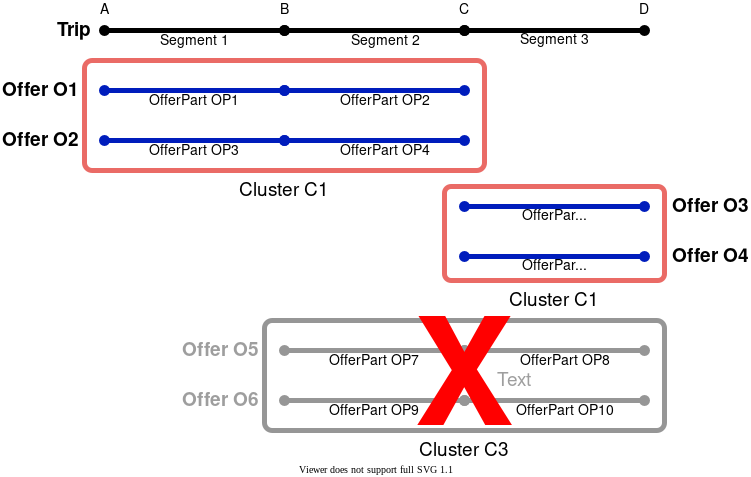 A B C D
Trip
Segment 1 Segment 2 Segment 3
Offer O1
OfferPart OP1 OfferPart OP2
Offer O2
OfferPart OP3 OfferPart OP4
Cluster C1
Offer O3
OfferPar...
Offer O4
OfferPar...
Cluster C1
Offer O5
OfferPart OP7 OfferPart OP8
Text
Offer O6
OfferPart OP9 OfferPart OP10
Cluster C3
Viewer does not support full SVG 1.1